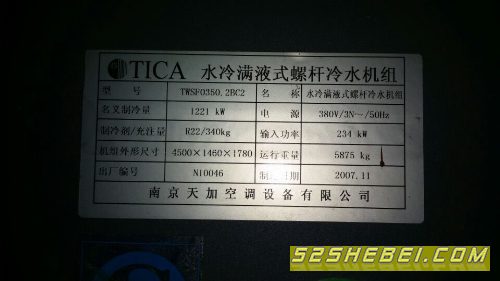 TICA 水冷满液式螺杆冷水机组
型 号 TWSF0350.2BC2 名 称 水冷满液式螺杆冷水机组
名义制冷量 1221 kW 电 源 380V/3N~/50Hz
制冷剂/充注量 R22/340kg 输入功率 234 kW
机组外形尺寸 4500×1460×1780 运行重量 5875 kg
出厂编号 N10046 制造日期 2007.11
南京天加空调设备有限公司
52SHEBEI.COM